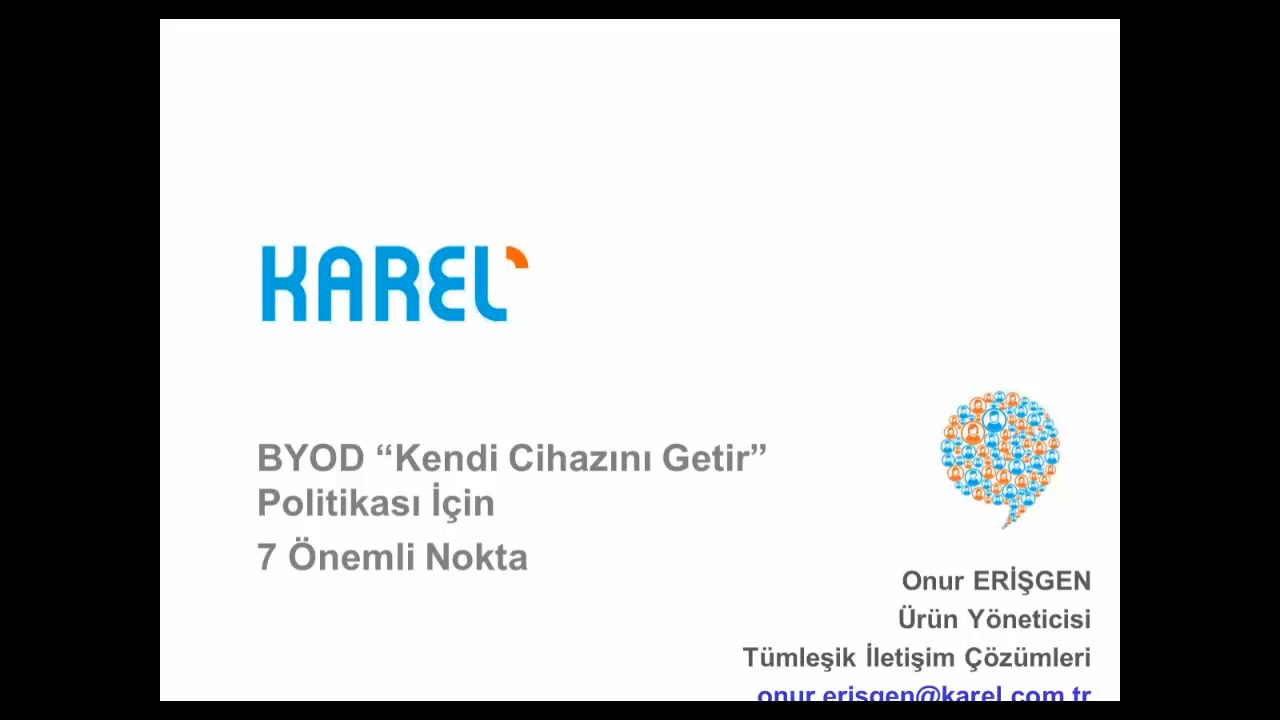 KAREL
BYOD “Kendi Cihazını Getir”
Politikası İçin
7 Önemli Nokta
Onur ERİŞGEN
Ürün Yöneticisi
Tümleşik İletişim Çözümleri
onur.erisgen@karel.com.tr